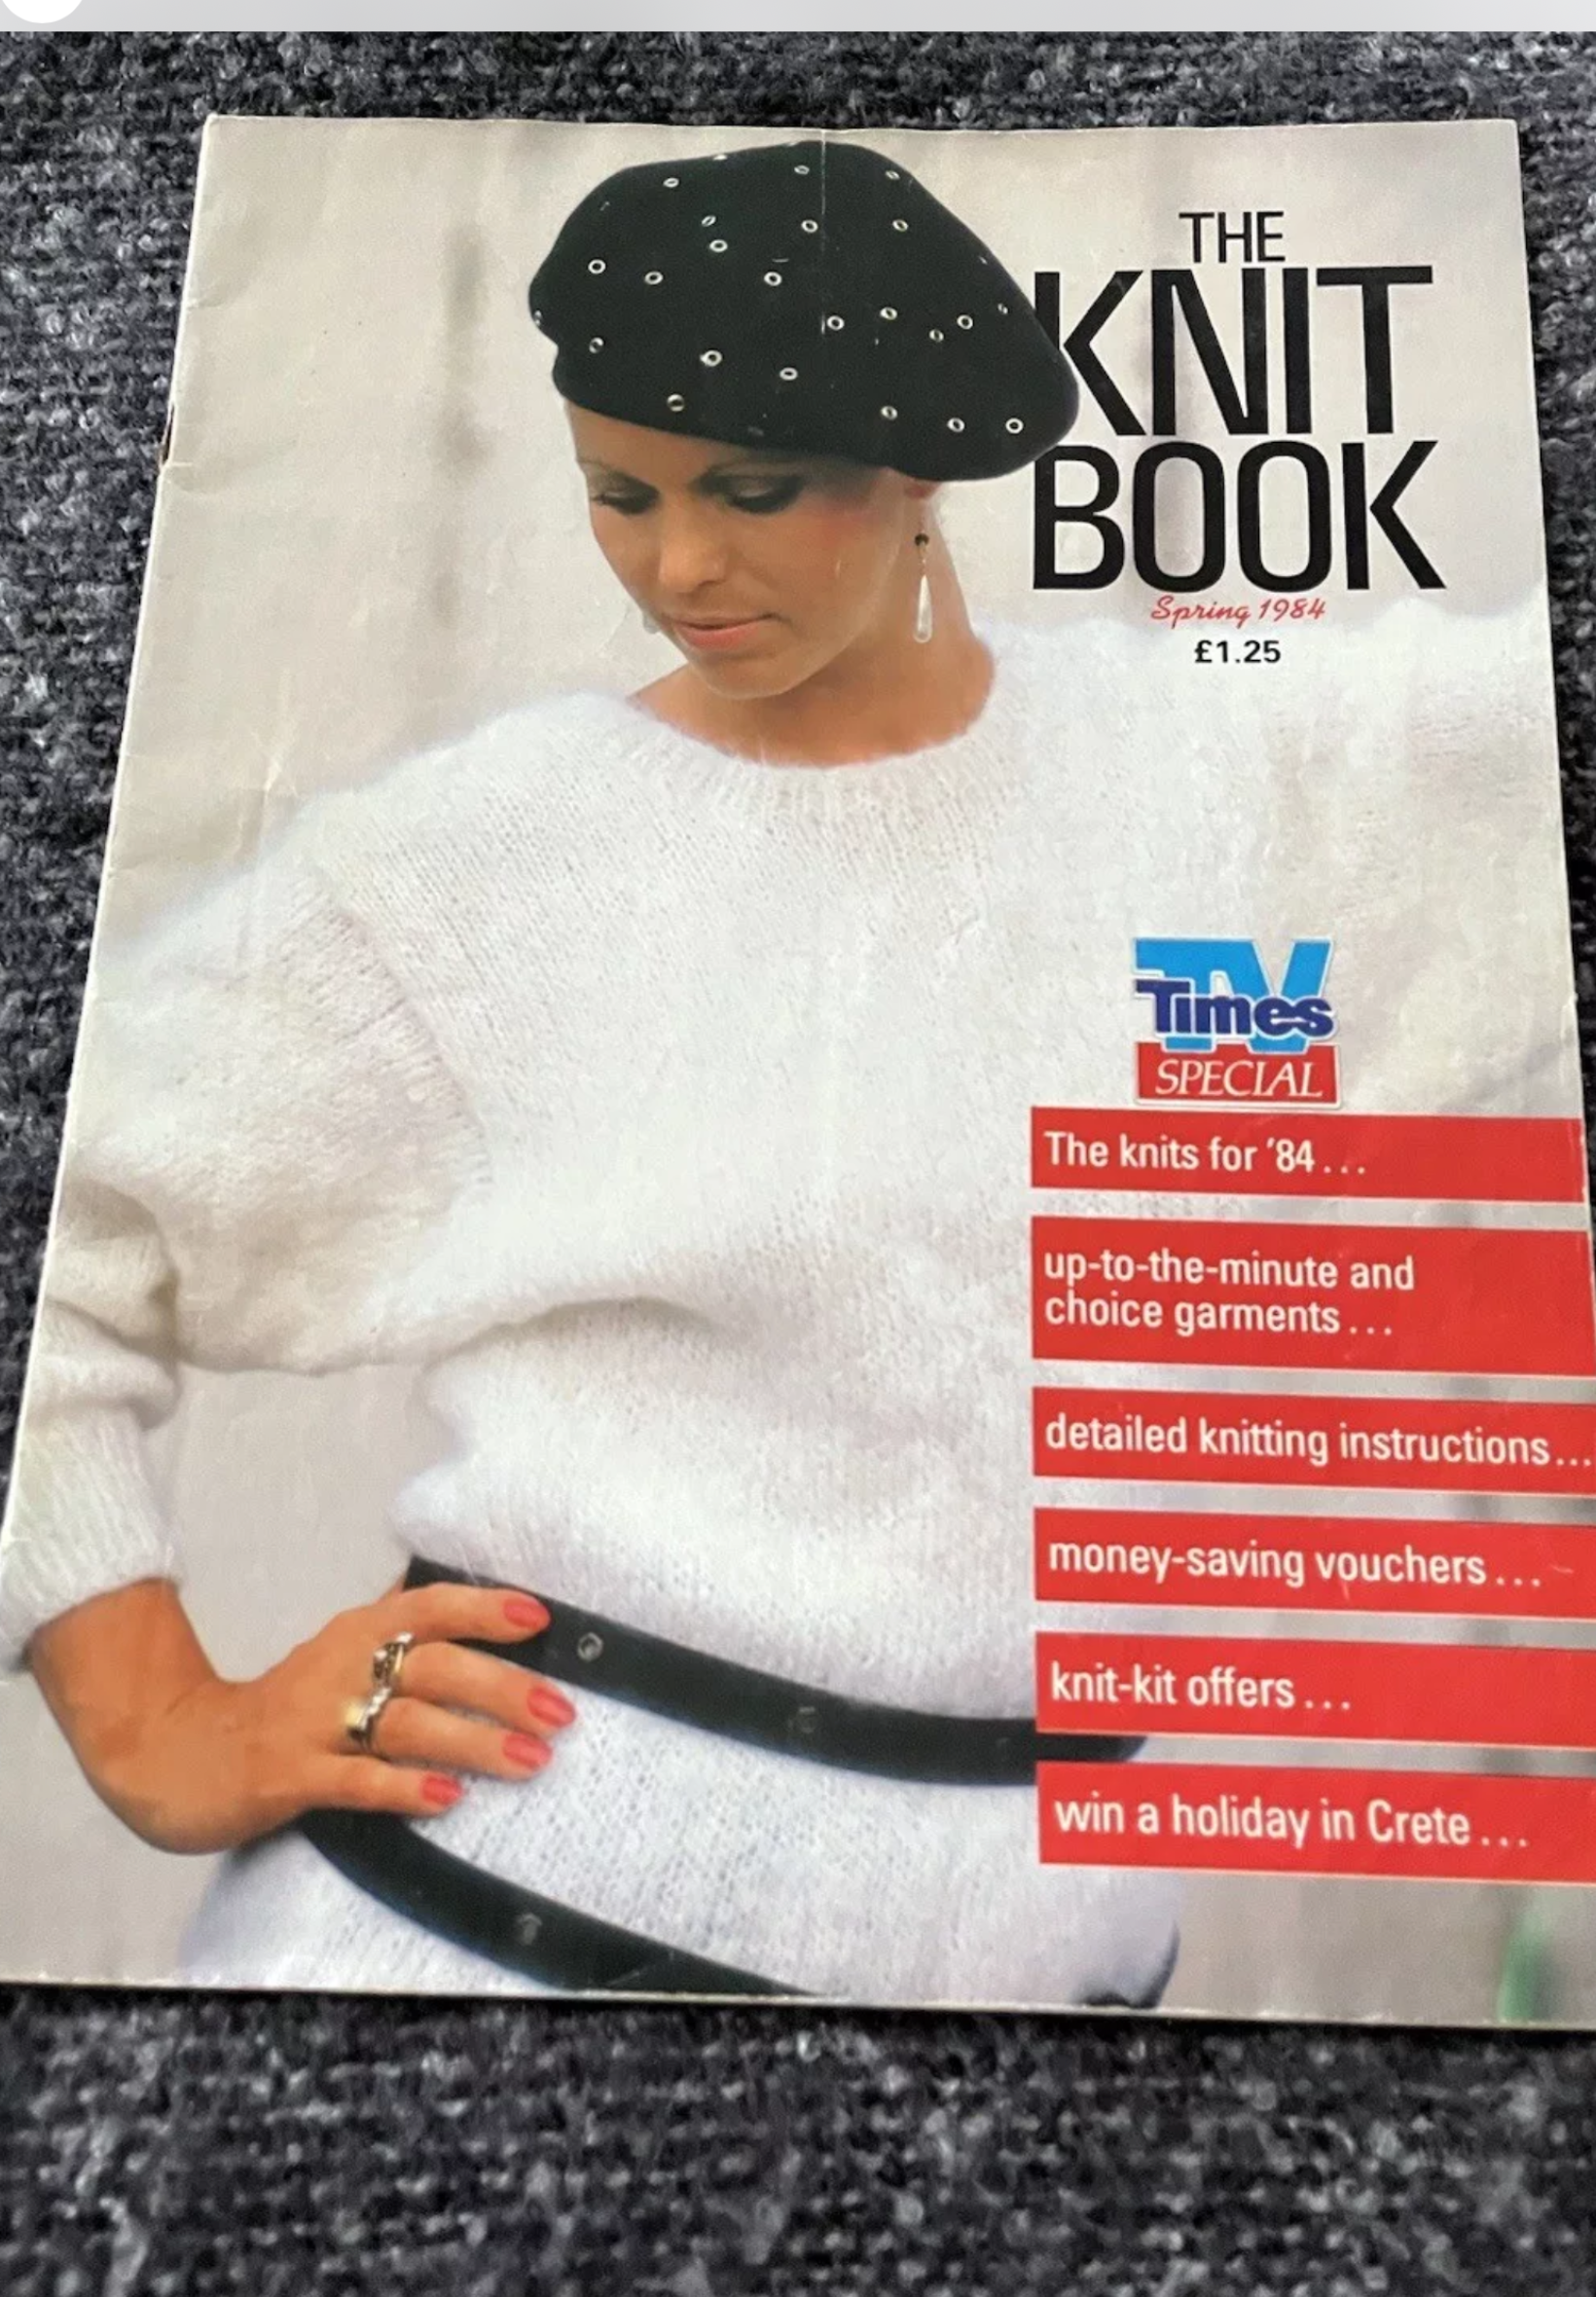 THE
KNIT
BOOK
Spring 1984
£1.25
TV
Times
SPECIAL
The knits for '84...
up-to-the-minute and
choice garments...
detailed knitting instructions...
money-saving vouchers...
knit-kit offers...
win a holiday in Crete...